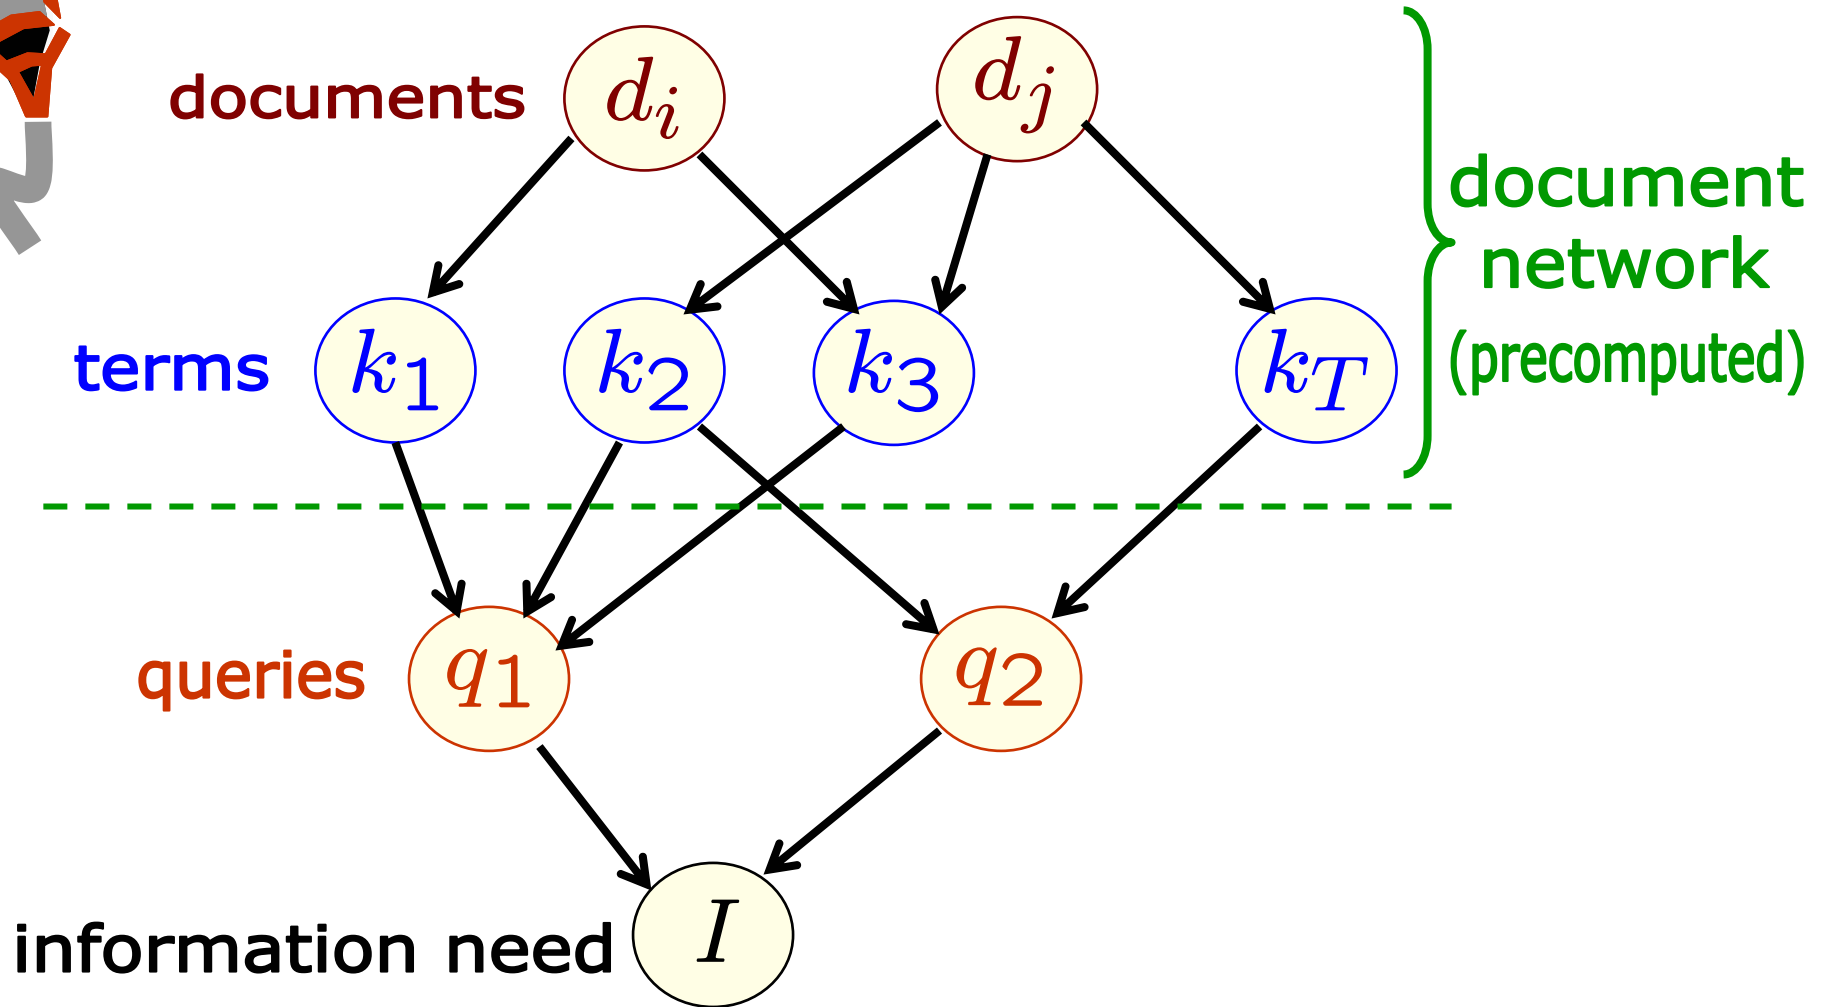 documents d_i d_j
document
network
(precomputed)
terms k_1 k_2 k_3 k_T
queries q_1 q_2
information need I